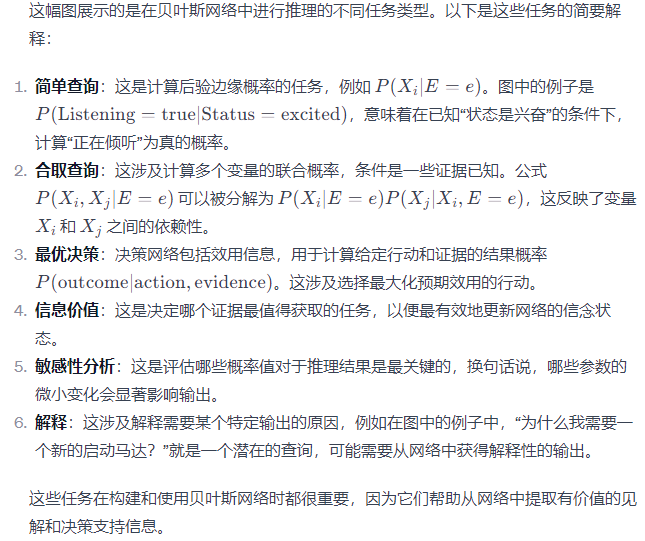 这幅图展示的是在贝叶斯网络中进行推理的不同任务类型。以下是这些任务的简要解
释：
1. 简单查询：这是计算后验边缘概率的任务，例如 P(Xᵢ|E = e)。图中的例子是
P(Listening = true|Status = excited)，意味着在已知“状态是兴奋”的条件下，
计算“正在倾听”为真的概率。
2. 合取查询：这涉及计算多个变量的联合概率，条件是一些证据已知。公式
P(Xᵢ, Xⱼ|E = e) 可以被分解为 P(Xᵢ|E = e)P(Xⱼ|Xᵢ, E = e)，这反映了变量
Xᵢ 和 Xⱼ 之间的依赖性。
3. 最优决策：决策网络包括效用信息，用于计算给定行动和证据的结果概率
P(outcome|action, evidence)。这涉及选择最大化预期效用的行动。
4. 信息价值：这是决定哪个证据最值得获取的任务，以便最有效地更新网络的信念状
态。
5. 敏感性分析：这是评估哪些概率值对于推理结果是最关键的，换句话说，哪些参数的
微小变化会显著影响输出。
6. 解释：这涉及解释需要某个特定输出的原因，例如在图中的例子中，“为什么我需要一
个新的启动马达？”就是一个潜在的查询，可能需要从网络中获得解释性的输出。
这些任务在构建和使用贝叶斯网络时都很重要，因为它们帮助从网络中提取有价值的见
解和决策支持信息。